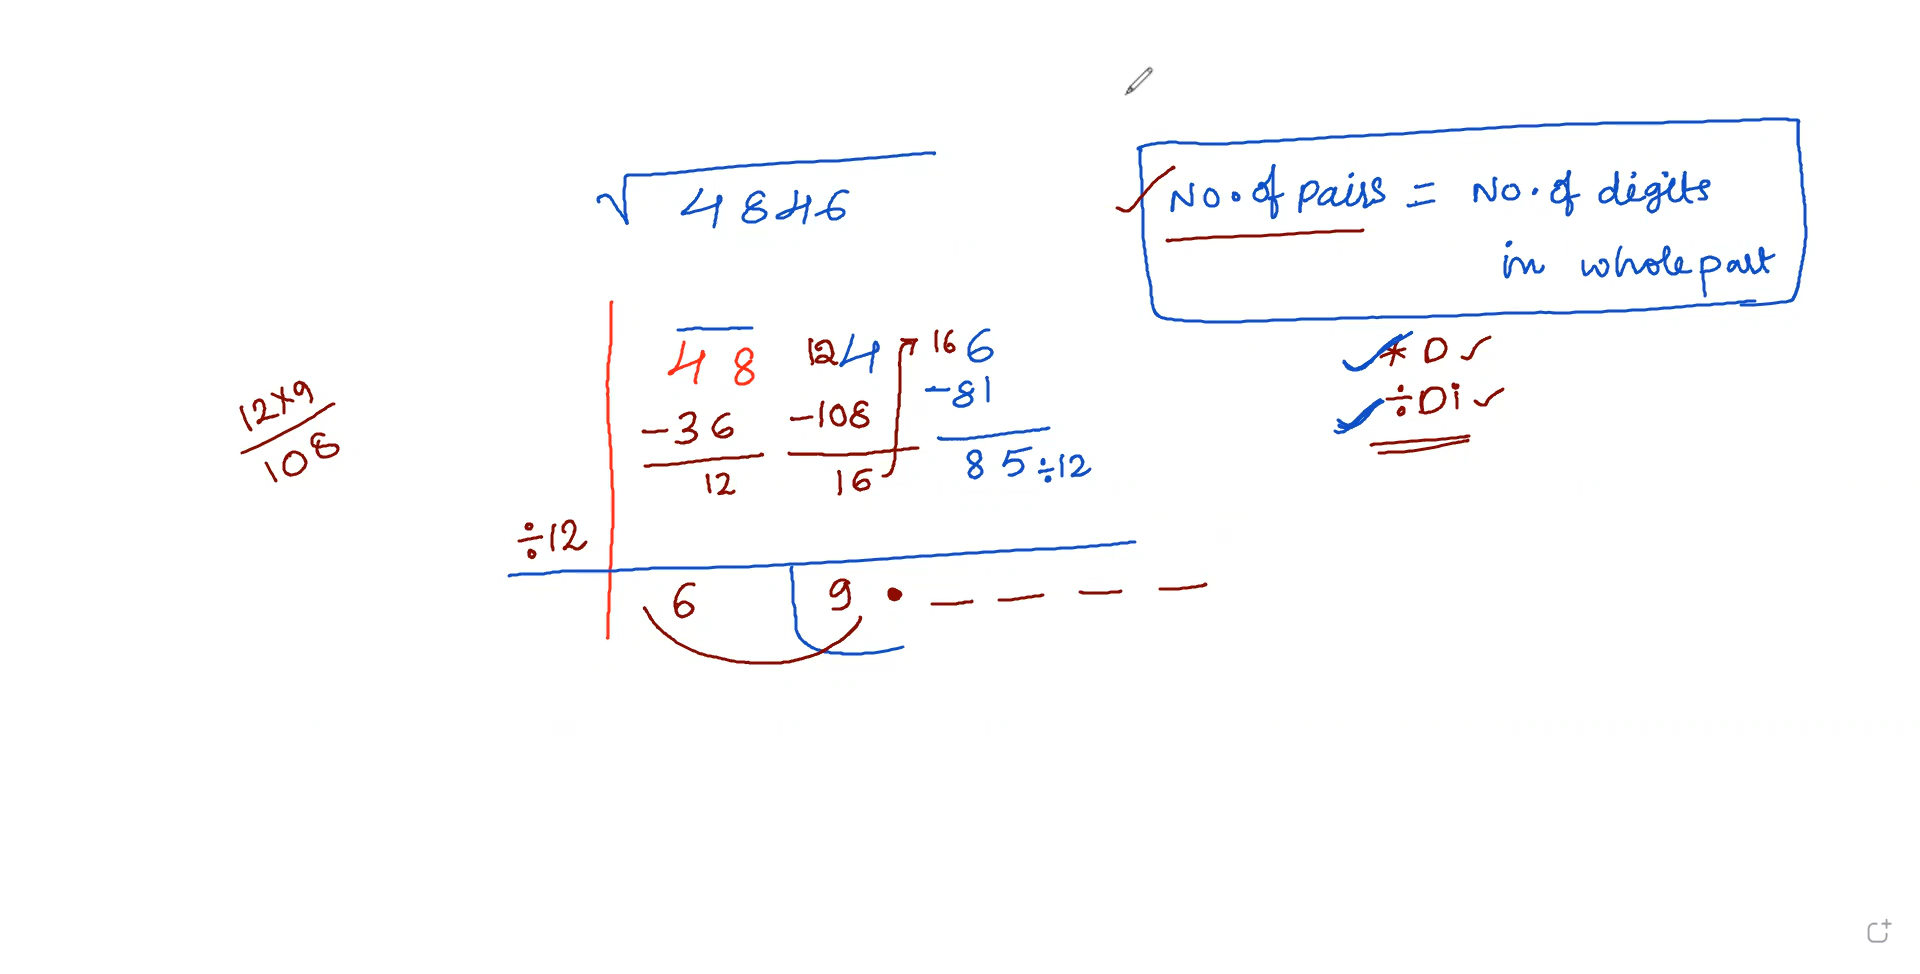 √4846
No. of pairs = No. of digits
in whole part
* D ✓
÷Di ✓
48 124 166
-36 -108 -81
12 16 85÷12
12×9
108
÷12
6 9 • _ _ _ _